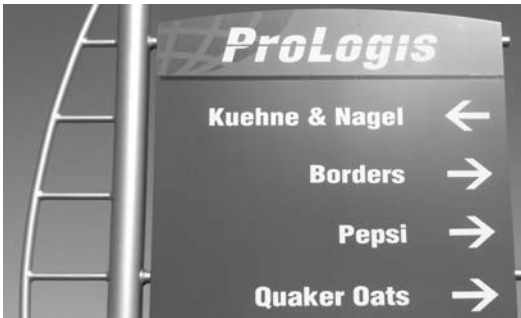 ProLogis
Kuehne & Nagel ←
Borders →
Pepsi →
Quaker Oats →